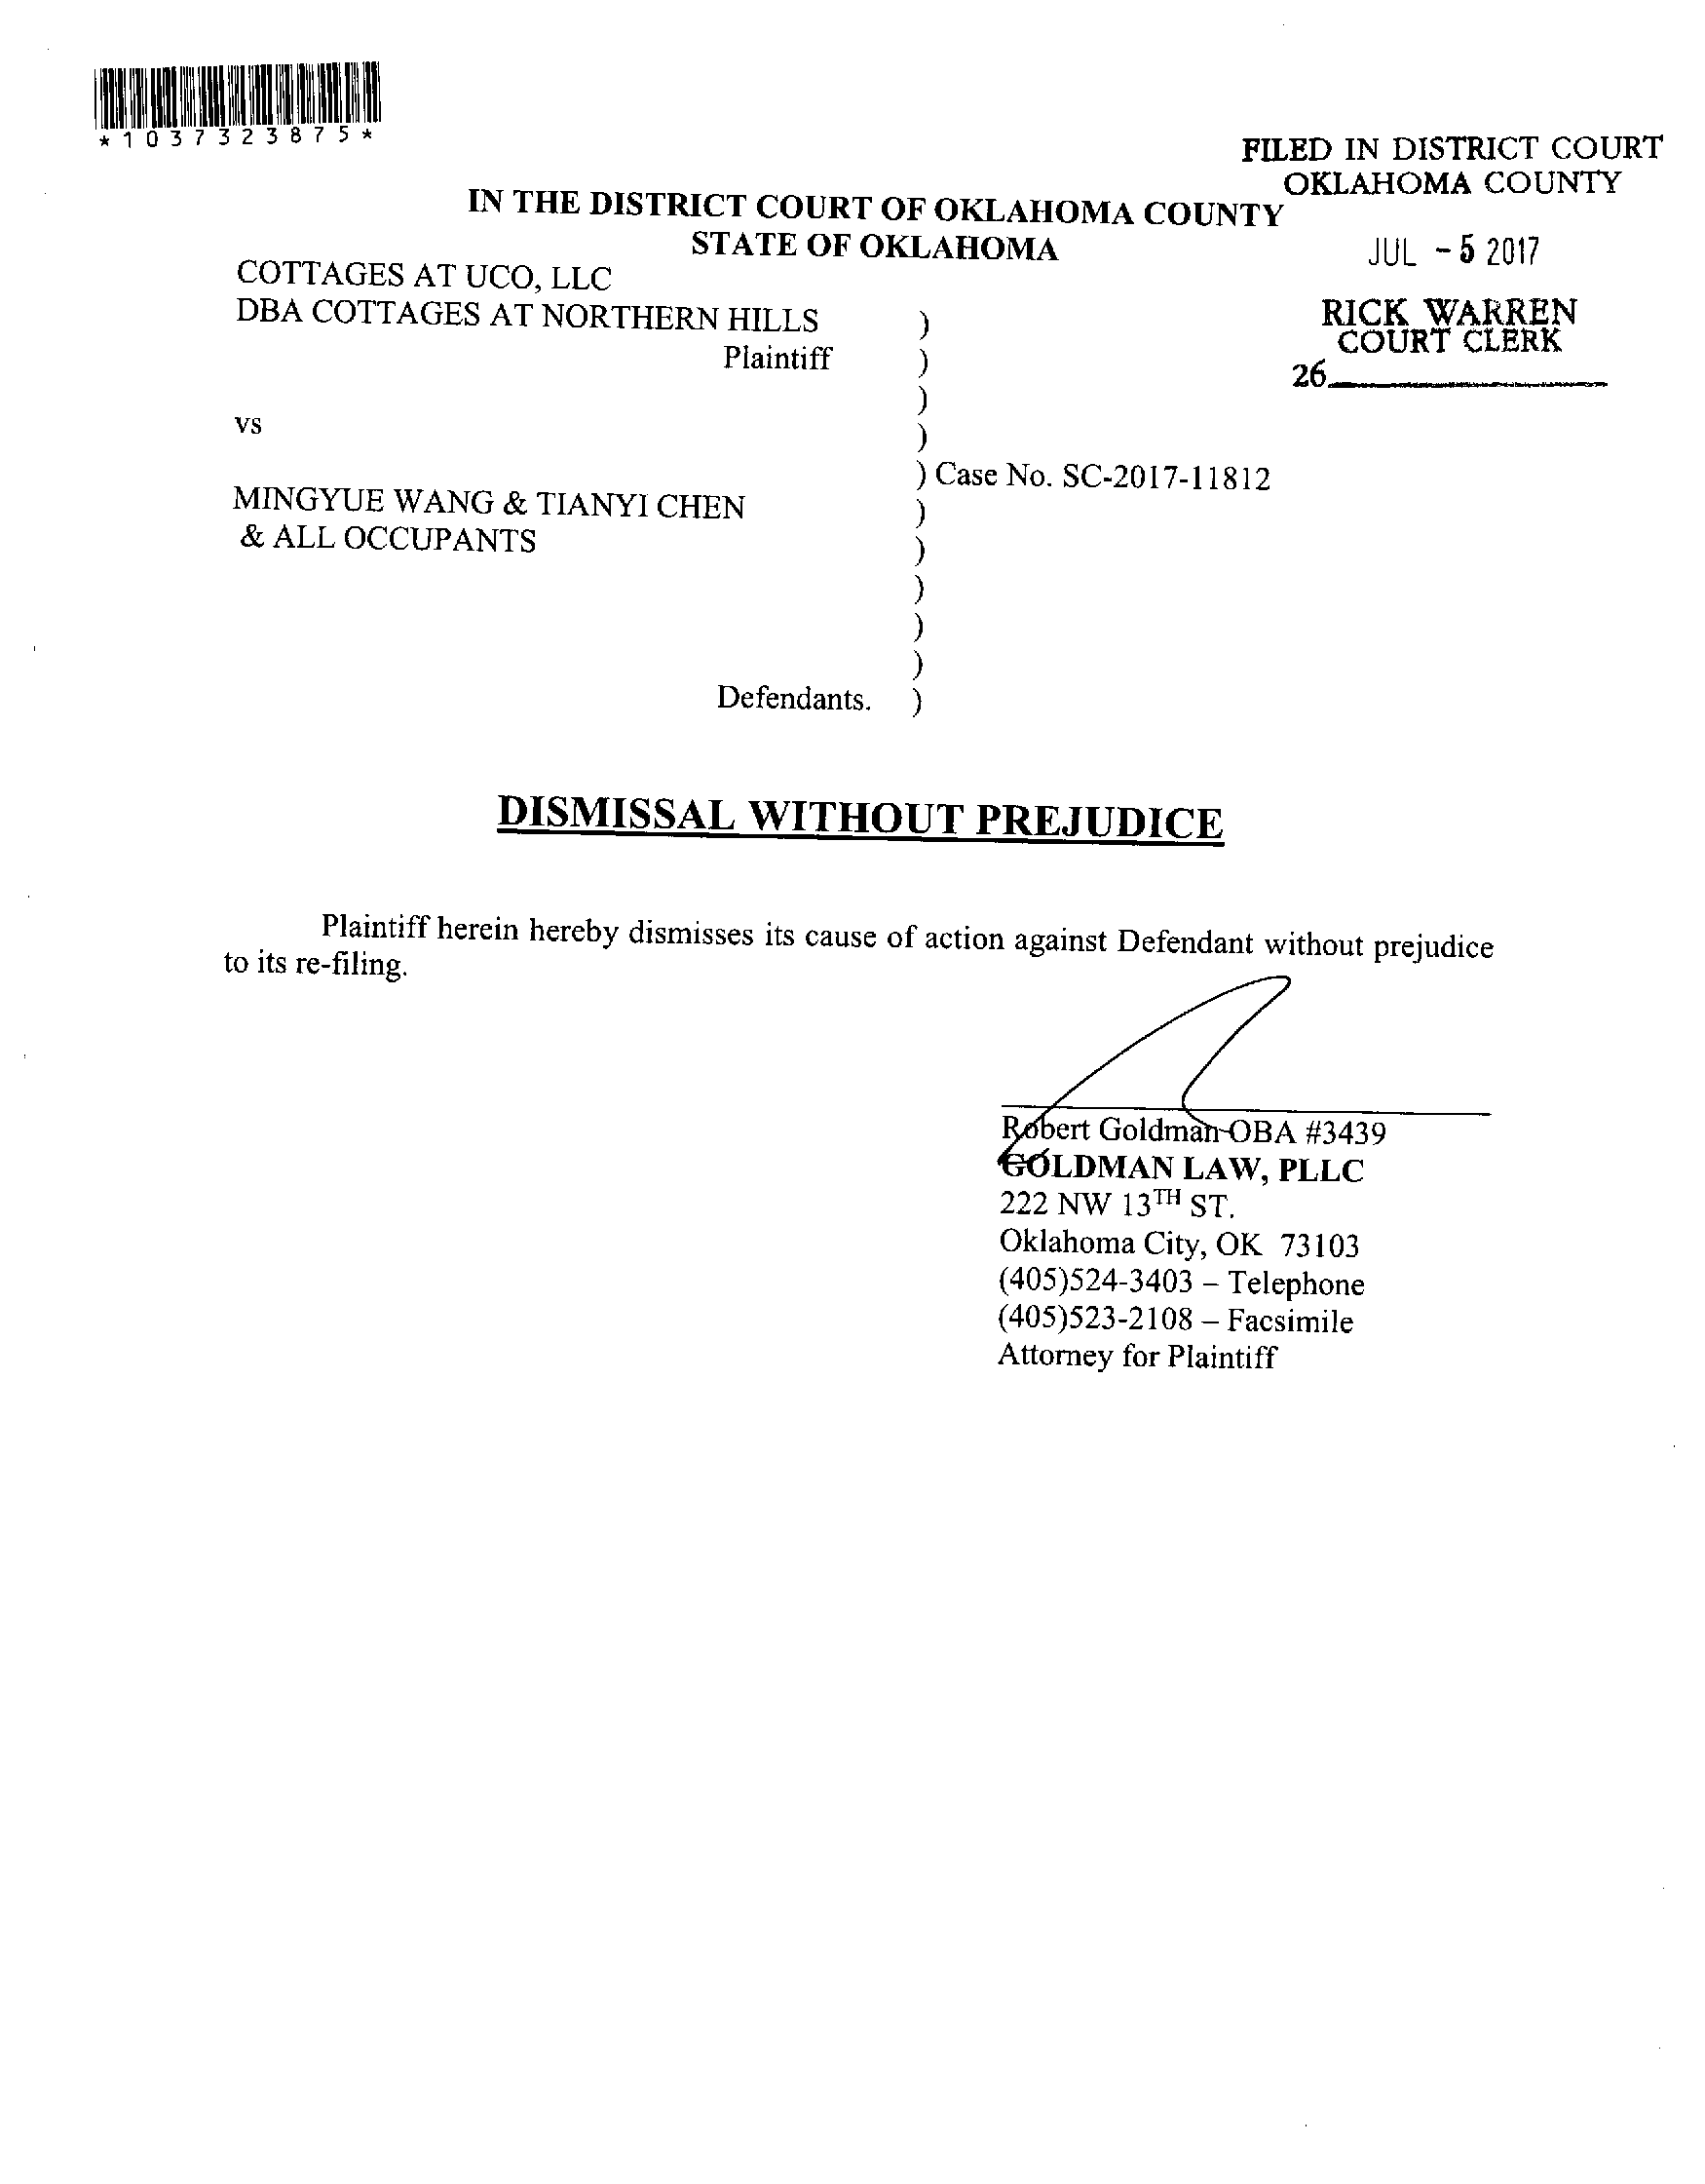 *1037323875*
FILED IN DISTRICT COURT
OKLAHOMA COUNTY
IN THE DISTRICT COURT OF OKLAHOMA COUNTY
STATE OF OKLAHOMA
JUL - 5 2017
COTTAGES AT UCO, LLC
DBA COTTAGES AT NORTHERN HILLS )
RICK WARREN
COURT CLERK
26
Plaintiff )
)
vs )
) Case No. SC-2017-11812
MINGYUE WANG & TIANYI CHEN )
& ALL OCCUPANTS )
)
)
)
Defendants. )
DISMISSAL WITHOUT PREJUDICE
Plaintiff herein hereby dismisses its cause of action against Defendant without prejudice
to its re-filing.
Robert Goldman OBA #3439
GOLDMAN LAW, PLLC
222 NW 13TH ST.
Oklahoma City, OK 73103
(405)524-3403 – Telephone
(405)523-2108 – Facsimile
Attorney for Plaintiff